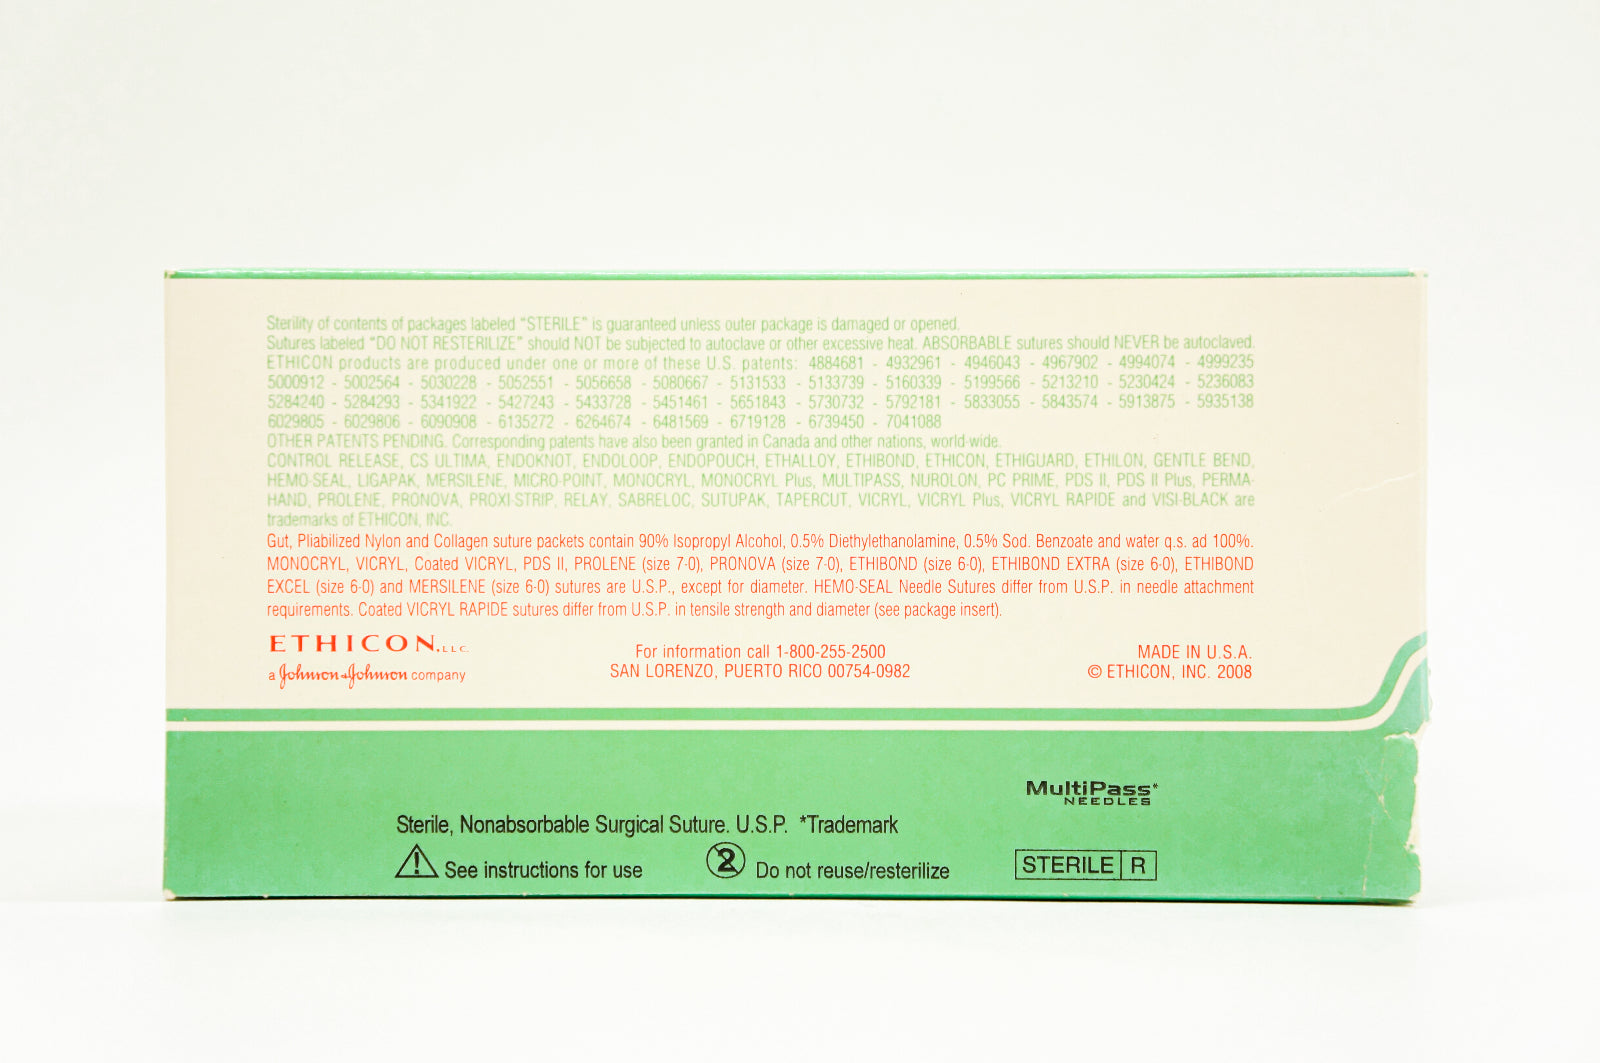 Sterility of contents of packages labeled "STERILE" is guaranteed unless outer package is damaged or opened.
Sutures labeled "DO NOT RESTERILIZE" should NOT be subjected to autoclave or other excessive heat. ABSORBABLE sutures should NEVER be autoclaved.
ETHICON products are produced under one or more of these U.S. patents: 4884681 - 4932961 - 4946043 - 4967902 - 4994074 - 4999235
5000912 - 5002564 - 5030228 - 5052551 - 5056658 - 5080667 - 5131533 - 5133739 - 5160339 - 5199566 - 5213210 - 5230424 - 5236083
5284240 - 5284293 - 5341922 - 5427243 - 5433728 - 5451461 - 5651843 - 5730732 - 5792181 - 5833055 - 5843574 - 5913875 - 5935138
6029805 - 6029806 - 6090908 - 6135272 - 6264674 - 6481569 - 6719128 - 6739450 - 7041088
OTHER PATENTS PENDING. Corresponding patents have also been granted in Canada and other nations, world-wide.
CONTROL RELEASE, CS ULTIMA, ENDOKNOT, ENDOLOOP, ENDOPOUCH, ETHALLOY, ETHIBOND, ETHICON, ETHIGUARD, ETHILON, GENTLE BEND,
HEMO-SEAL, LIGAPAK, MERSILENE, MICRO-POINT, MONOCRYL, MONOCRYL Plus, MULTIPASS, NUROLON, PC PRIME, PDS II, PDS II Plus, PERMA-
HAND, PROLENE, PRONOVA, PROXI-STRIP, RELAY, SABRELOC, SUTUPAK, TAPERCUT, VICRYL, VICRYL Plus, VICRYL RAPIDE and VISI-BLACK are
trademarks of ETHICON, INC.
Gut, Pliabilized Nylon and Collagen suture packets contain 90% Isopropyl Alcohol, 0.5% Diethylethanolamine, 0.5% Sod. Benzoate and water q.s. ad 100%.
MONOCRYL, VICRYL, Coated VICRYL, PDS II, PROLENE (size 7-0), PRONOVA (size 7-0), ETHIBOND (size 6-0), ETHIBOND EXTRA (size 6-0), ETHIBOND
EXCEL (size 6-0) and MERSILENE (size 6-0) sutures are U.S.P., except for diameter. HEMO-SEAL Needle Sutures differ from U.S.P. in needle attachment
requirements. Coated VICRYL RAPIDE sutures differ from U.S.P. in tensile strength and diameter (see package insert).
ETHICON, LLC.
a Johnson & Johnson company
For information call 1-800-255-2500
SAN LORENZO, PUERTO RICO 00754-0982
MADE IN U.S.A.
© ETHICON, INC. 2008
MultiPass*
NEEDLES
Sterile, Nonabsorbable Surgical Suture. U.S.P. *Trademark
! See instructions for use
2 Do not reuse/resterilize
STERILE R